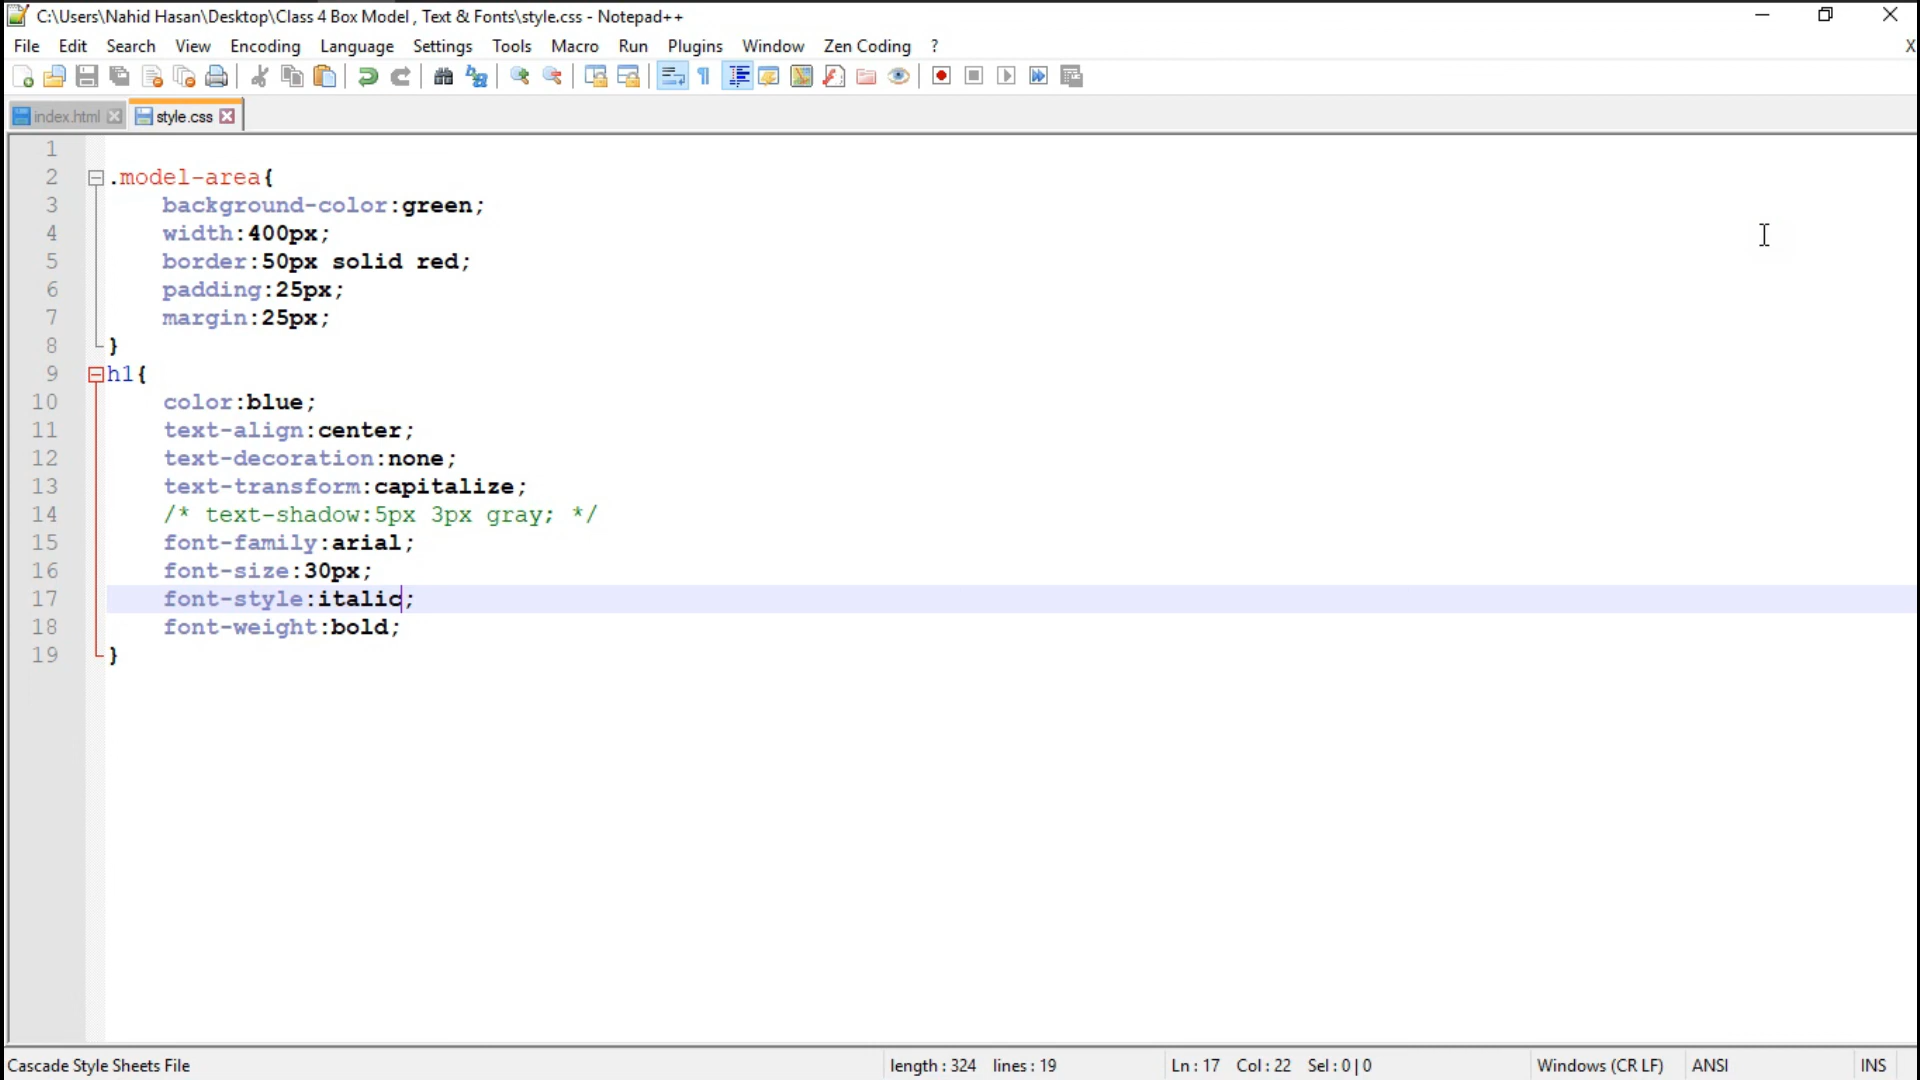 C:\Users\Nahid Hasan\Desktop\Class 4 Box Model , Text & Fonts\style.css - Notepad++
File Edit Search View Encoding Language Settings Tools Macro Run Plugins Window Zen Coding ? X
index.html style.css
1
2 .model-area{
3 background-color:green;
4 width:400px;
5 border:50px solid red;
6 padding:25px;
7 margin:25px;
8 }
9 h1{
10 color:blue;
11 text-align:center;
12 text-decoration:none;
13 text-transform:capitalize;
14 /* text-shadow:5px 3px gray; */
15 font-family:arial;
16 font-size:30px;
17 font-style:italic;
18 font-weight:bold;
19 }
Cascade Style Sheets File length : 324 lines : 19 Ln : 17 Col : 22 Sel : 0 | 0 Windows (CR LF) ANSI INS